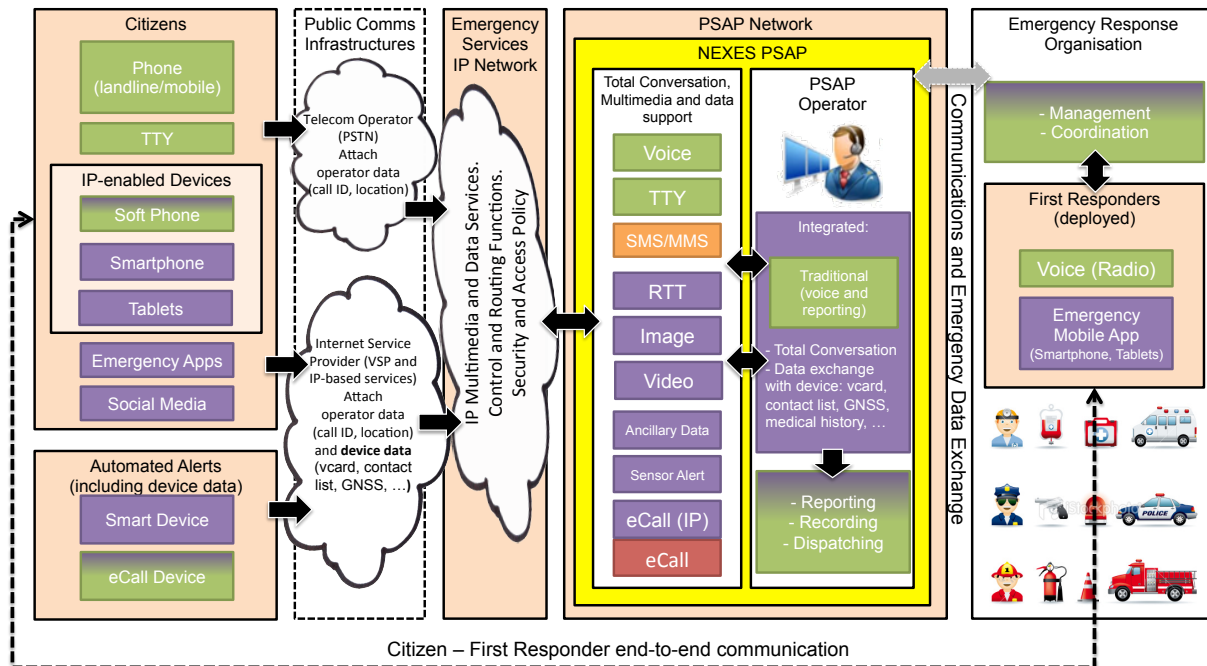 Citizens
Phone
(landline/mobile)
TTY
IP-enabled Devices
Soft Phone
Smartphone
Tablets
Emergency Apps
Social Media
Automated Alerts
(including device data)
Smart Device
eCall Device
Public Comms
Infrastructures
Telecom Operator
(PSTN)
Attach
operator data
(call ID, location)
Internet Service
Provider (VSP and
IP-based services)
Attach
operator data
(call ID, location)
and device data
(vcard, contact
list, GNSS, ...)
Emergency
Services
IP Network
IP Multimedia and Data Services.
Control and Routing Functions.
Security and Access Policy
PSAP Network
NEXES PSAP
Total Conversation,
Multimedia and data
support
Voice
TTY
SMS/MMS
RTT
Image
Video
Ancillary Data
Sensor Alert
eCall (IP)
eCall
PSAP
Operator
Integrated:
Traditional
(voice and
reporting)
- Total Conversation
- Data exchange
with device: vcard,
contact list, GNSS,
medical history, ...
- Reporting
- Recording
- Dispatching
Communications and Emergency Data Exchange
Emergency Response
Organisation
- Management
- Coordination
First Responders
(deployed)
Voice (Radio)
Emergency
Mobile App
(Smartphone, Tablets)
POLICE
Citizen – First Responder end-to-end communication